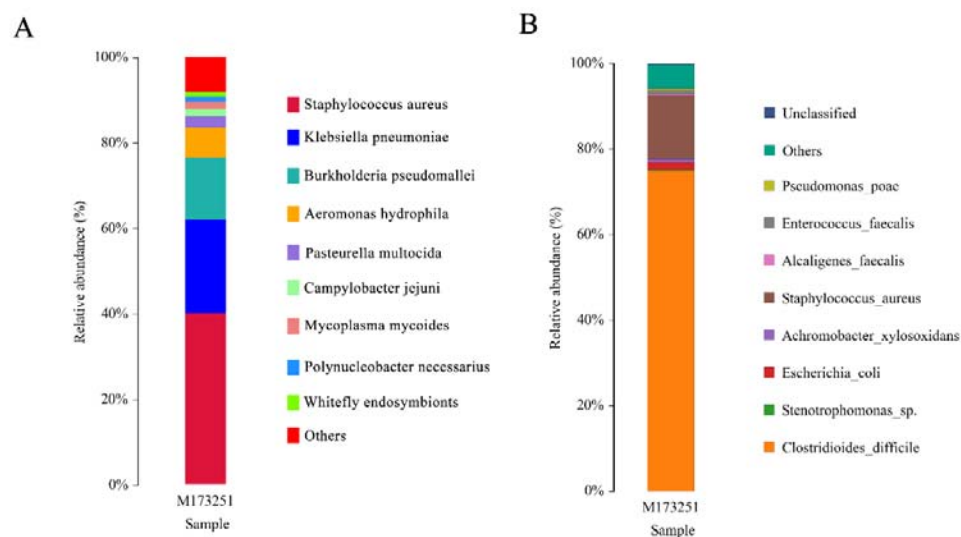 A
Relative abundance (%)
100%
80%
60%
40%
20%
0%
M173251
Sample
Staphylococcus aureus
Klebsiella pneumoniae
Burkholderia pseudomallei
Aeromonas hydrophila
Pasteurella multocida
Campylobacter jejuni
Mycoplasma mycoides
Polynucleobacter necessarius
Whitefly endosymbionts
Others
B
Relative abundance (%)
100%
80%
60%
40%
20%
0%
M173251
Sample
Unclassified
Others
Pseudomonas poae
Enterococcus_faecalis
Alcaligenes_faecalis
Staphylococcus_aureus
Achromobacter_xylosoxidans
Escherichia_coli
Stenotrophomonas_sp.
Clostridioides_difficile